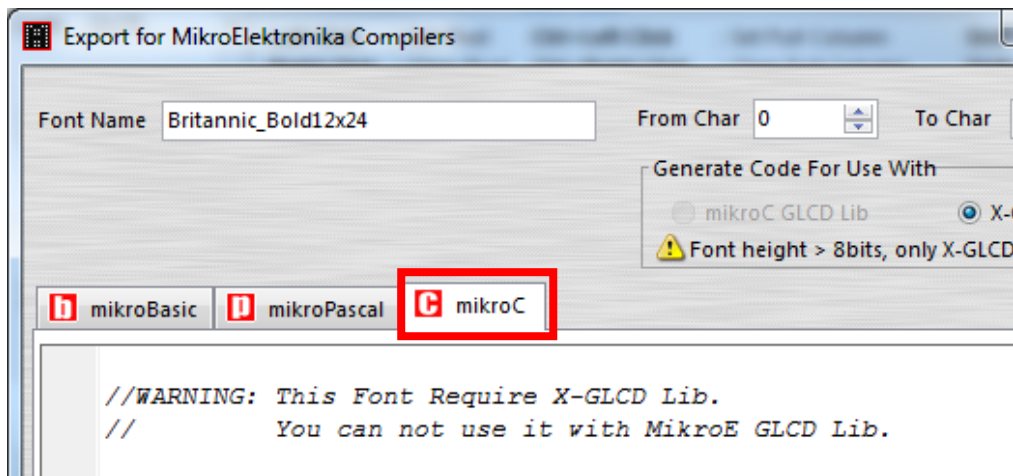 Export for MikroElektronika Compilers
Font Name Britannic_Bold12x24 From Char 0 To Char
Generate Code For Use With
mikroC GLCD Lib X-
Font height > 8bits, only X-GLCD
b mikroBasic p mikroPascal C mikroC
//WARNING: This Font Require X-GLCD Lib.
// You can not use it with MikroE GLCD Lib.